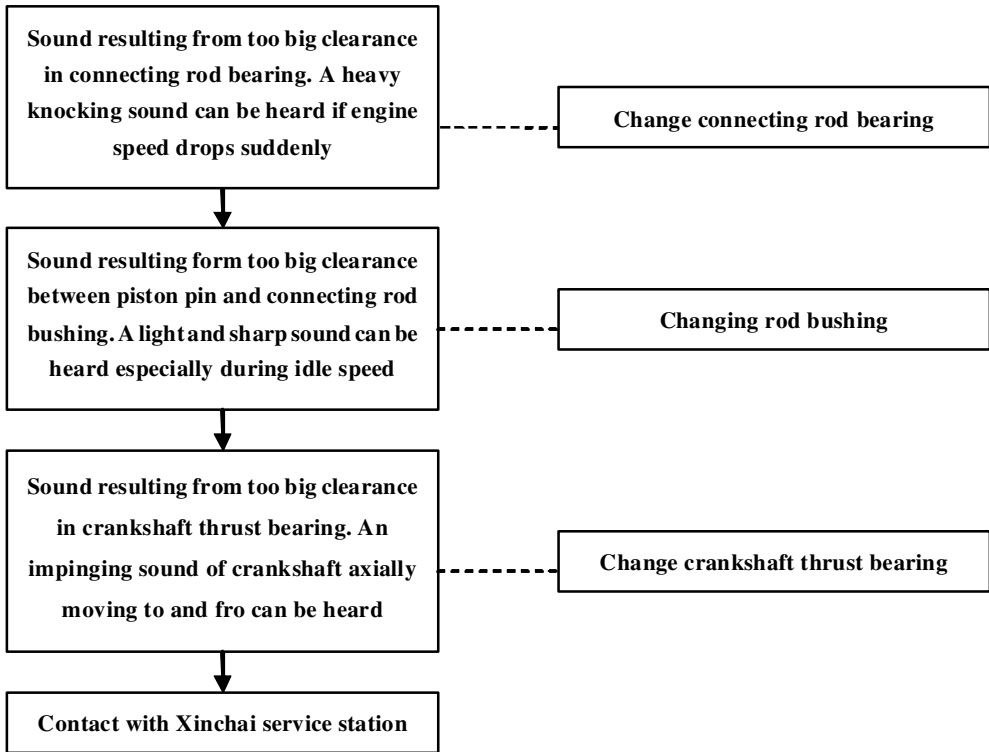 Sound resulting from too big clearance
in connecting rod bearing. A heavy
knocking sound can be heard if engine
speed drops suddenly
Change connecting rod bearing
Sound resulting form too big clearance
between piston pin and connecting rod
bushing. A light and sharp sound can be
heard especially during idle speed
Changing rod bushing
Sound resulting from too big clearance
in crankshaft thrust bearing. An
impinging sound of crankshaft axially
moving to and fro can be heard
Change crankshaft thrust bearing
Contact with Xinchai service station